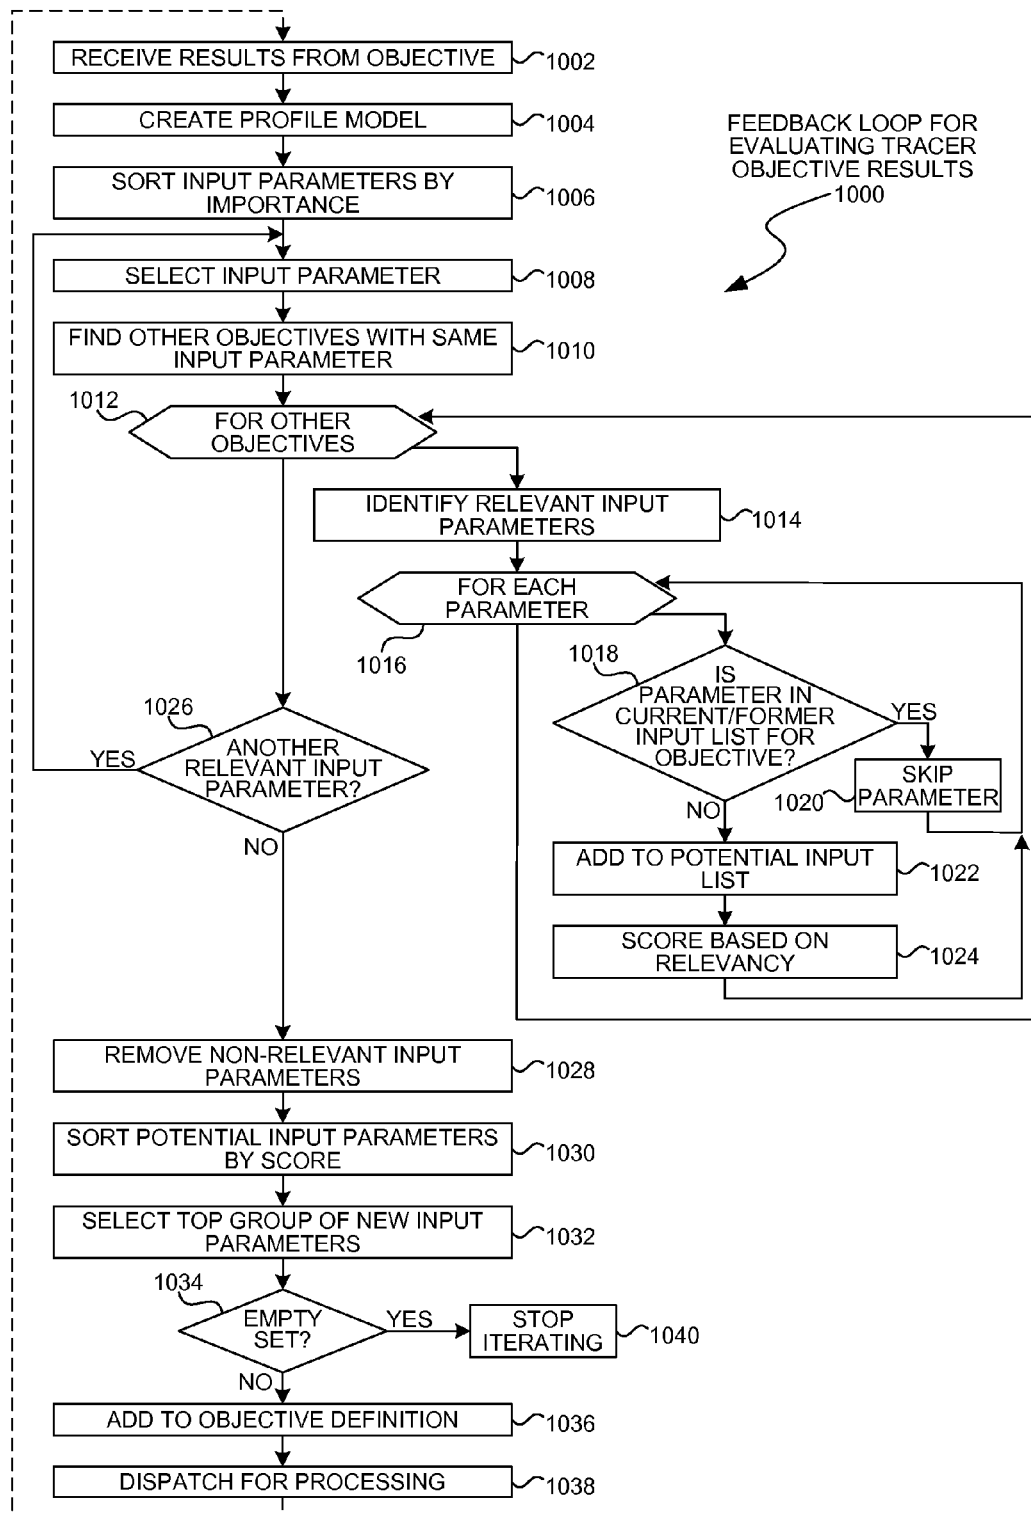 RECEIVE RESULTS FROM OBJECTIVE
1002
CREATE PROFILE MODEL
1004
FEEDBACK LOOP FOR
EVALUATING TRACER
OBJECTIVE RESULTS
1000
SORT INPUT PARAMETERS BY
IMPORTANCE
1006
SELECT INPUT PARAMETER
1008
FIND OTHER OBJECTIVES WITH SAME
INPUT PARAMETER
1010
1012
FOR OTHER
OBJECTIVES
IDENTIFY RELEVANT INPUT
PARAMETERS
1014
FOR EACH
PARAMETER
1016
1018
IS
PARAMETER IN
CURRENT/FORMER
INPUT LIST FOR
OBJECTIVE?
YES
NO
SKIP
PARAMETER
1020
ADD TO POTENTIAL INPUT
LIST
1022
SCORE BASED ON
RELEVANCY
1024
1026
ANOTHER
RELEVANT INPUT
PARAMETER?
YES
NO
REMOVE NON-RELEVANT INPUT
PARAMETERS
1028
SORT POTENTIAL INPUT PARAMETERS
BY SCORE
1030
SELECT TOP GROUP OF NEW INPUT
PARAMETERS
1032
1034
EMPTY
SET?
YES
STOP
ITERATING
1040
NO
ADD TO OBJECTIVE DEFINITION
1036
DISPATCH FOR PROCESSING
1038